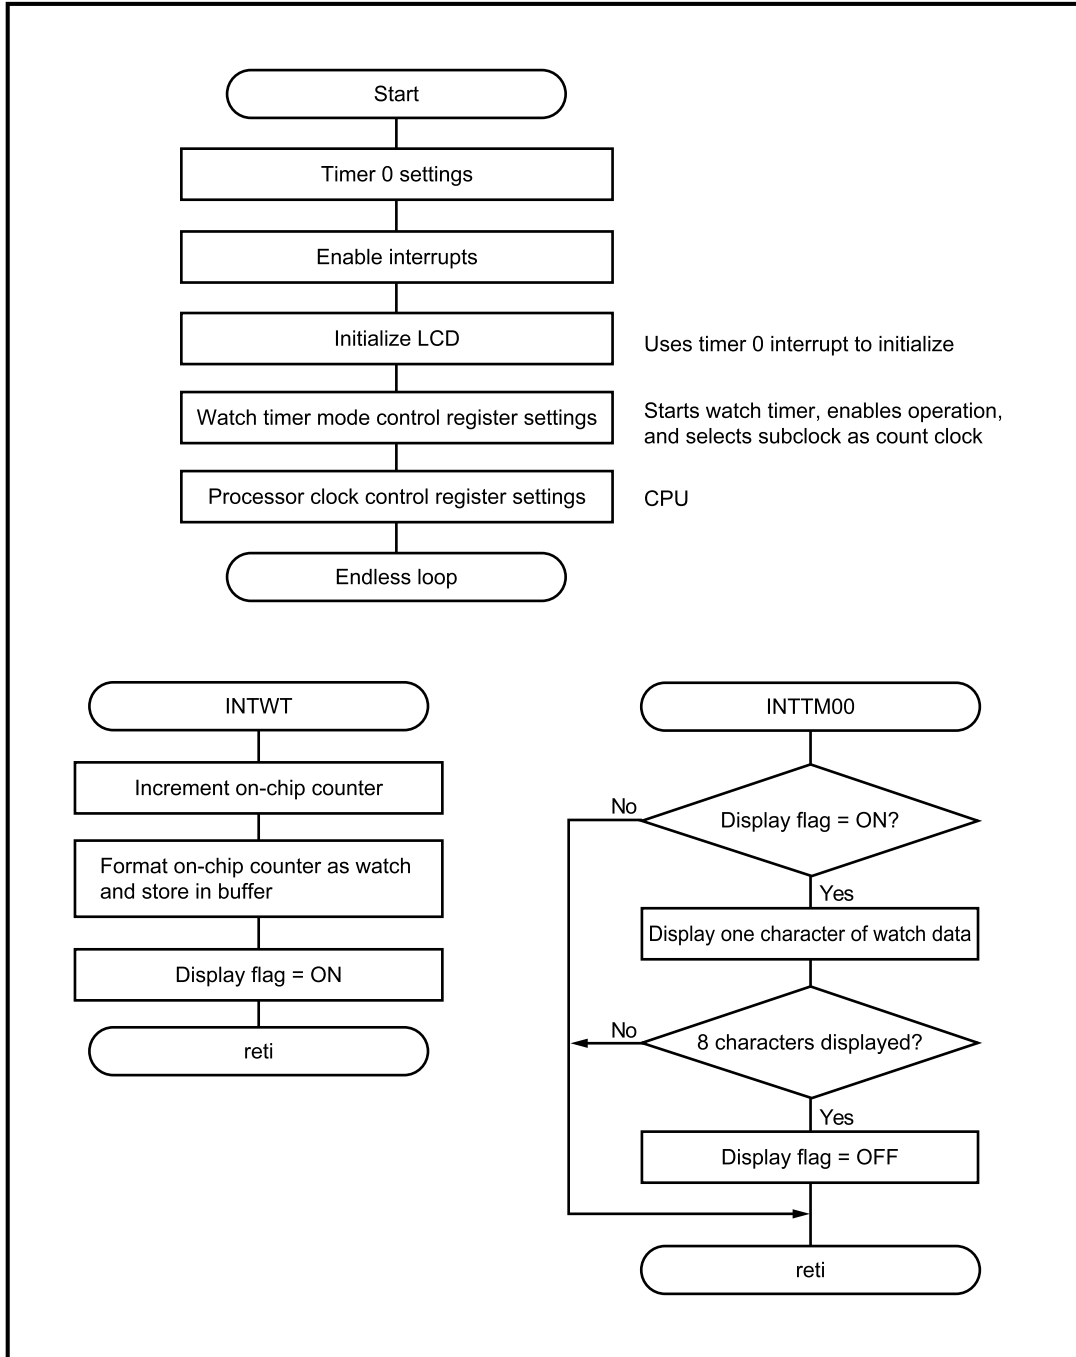 Start
Timer 0 settings
Enable interrupts
Initialize LCD
Uses timer 0 interrupt to initialize
Watch timer mode control register settings
Starts watch timer, enables operation,
and selects subclock as count clock
Processor clock control register settings
CPU
Endless loop
INTWT
Increment on-chip counter
Format on-chip counter as watch
and store in buffer
Display flag = ON
reti
INTTM00
Display flag = ON?
No
Yes
Display one character of watch data
8 characters displayed?
No
Yes
Display flag = OFF
reti